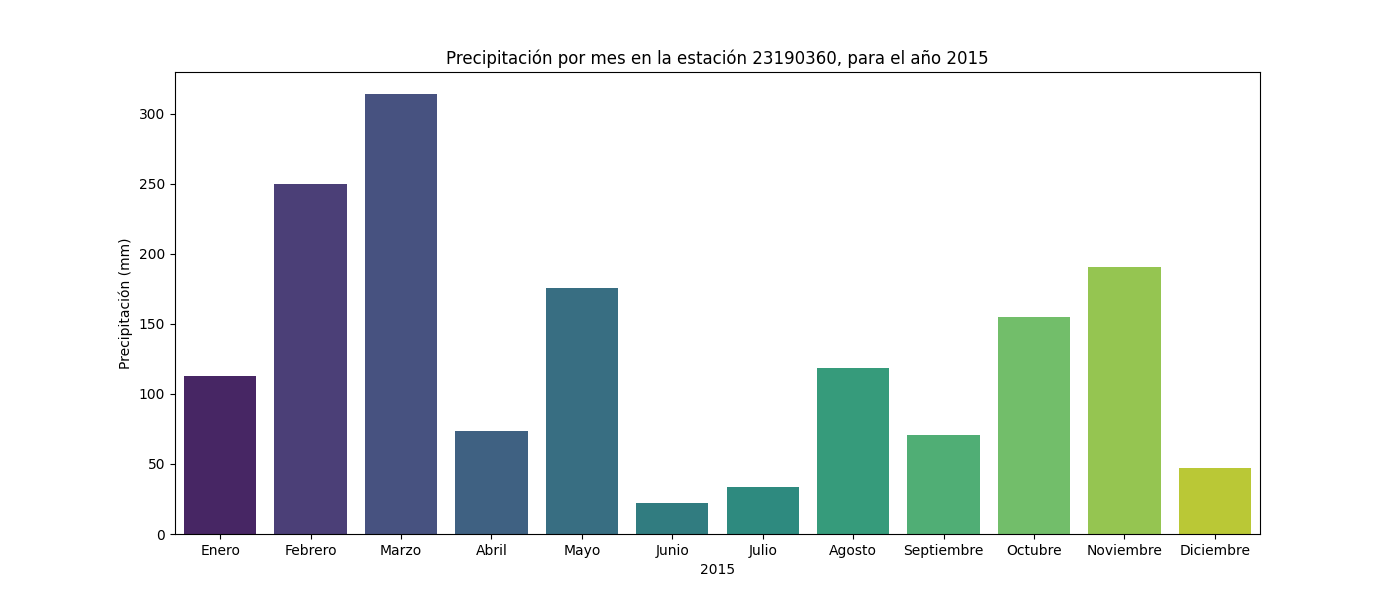 Precipitación por mes en la estación 23190360, para el año 2015
Precipitación (mm)
300
250
200
150
100
50
0
Enero Febrero Marzo Abril Mayo Junio Julio Agosto Septiembre Octubre Noviembre Diciembre
2015